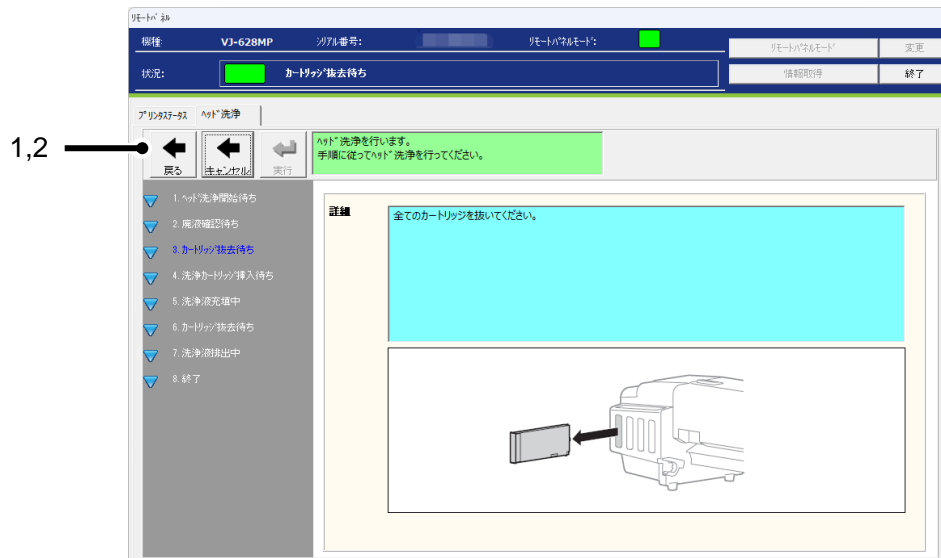 リモートパネル
機種: VJ-628MP シリアル番号: リモートパネルモード: リモートパネルモード 変更
状況: カートリッジ抜去待ち 情報取得 終了
プリンタステータス ヘッド洗浄
1,2
戻る キャンセル 実行
ヘッド洗浄を行います。
手順に従ってヘッド洗浄を行ってください。
1. ヘッド洗浄開始待ち
2. 廃液確認待ち
3. カートリッジ抜去待ち
4. 洗浄カートリッジ挿入待ち
5. 洗浄液充填中
6. カートリッジ抜去待ち
7. 洗浄液排出中
8. 終了
詳細
全てのカートリッジを抜いてください。